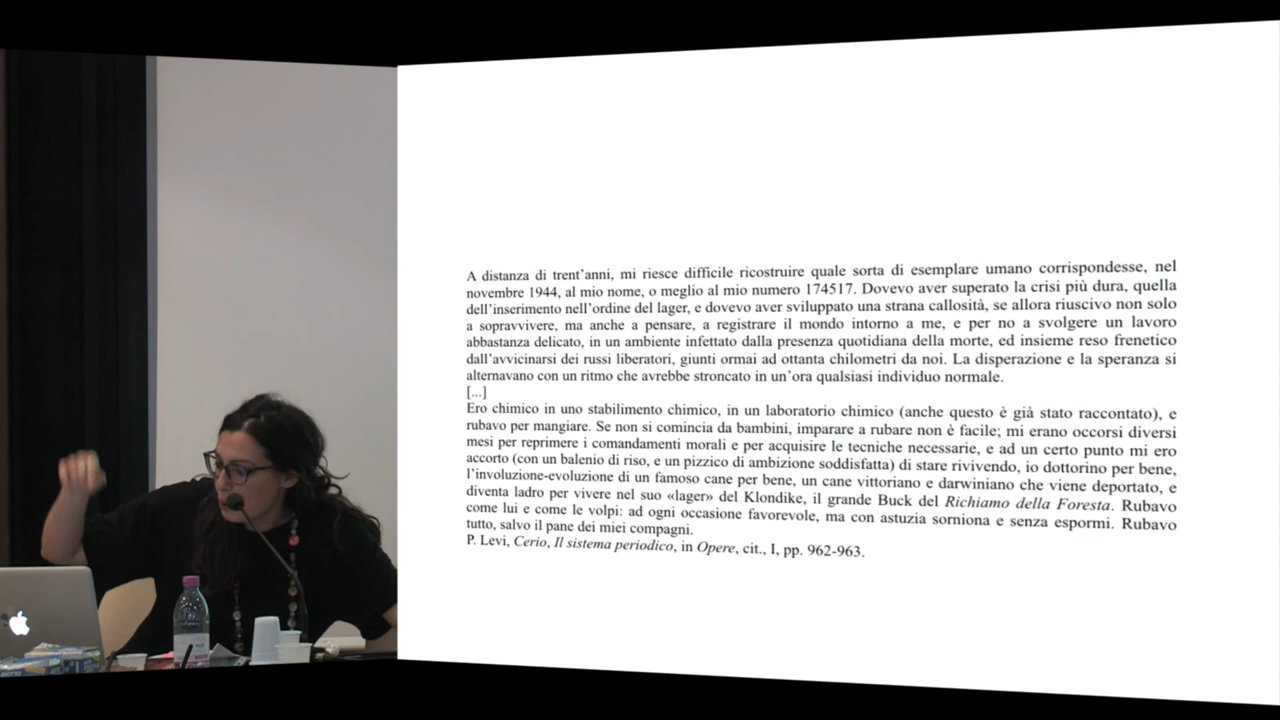 A distanza di trent'anni, mi riesce difficile ricostruire quale sorta di esemplare umano corrispondesse, nel
novembre 1944, al mio nome, o meglio al mio numero 174517. Dovevo aver superato la crisi più dura, quella
dell'inserimento nell'ordine del lager, e dovevo aver sviluppato una strana callosità, se allora riuscivo non solo
a sopravvivere, ma anche a pensare, a registrare il mondo intorno a me, e per no a svolgere un lavoro
abbastanza delicato, in un ambiente infettato dalla presenza quotidiana della morte, ed insieme reso frenetico
dall'avvicinarsi dei russi liberatori, giunti ormai ad ottanta chilometri da noi. La disperazione e la speranza si
alternavano con un ritmo che avrebbe stroncato in un'ora qualsiasi individuo normale.
[...]
Ero chimico in uno stabilimento chimico, in un laboratorio chimico (anche questo è già stato raccontato), e
rubavo per mangiare. Se non si comincia da bambini, imparare a rubare non è facile; mi erano occorsi diversi
mesi per reprimere i comandamenti morali e per acquisire le tecniche necessarie, e ad un certo punto mi ero
accorto (con un balenio di riso, e un pizzico di ambizione soddisfatta) di stare rivivendo, io dottorino per bene,
l'involuzione-evoluzione di un famoso cane per bene, un cane vittoriano e darwiniano che viene deportato, e
diventa ladro per vivere nel suo «lager» del Klondike, il grande Buck del Richiamo della Foresta. Rubavo
come lui e come le volpi: ad ogni occasione favorevole, ma con astuzia sorniona e senza espormi. Rubavo
tutto, salvo il pane dei miei compagni.
P. Levi, Cerio, Il sistema periodico, in Opere, cit., I, pp. 962-963.